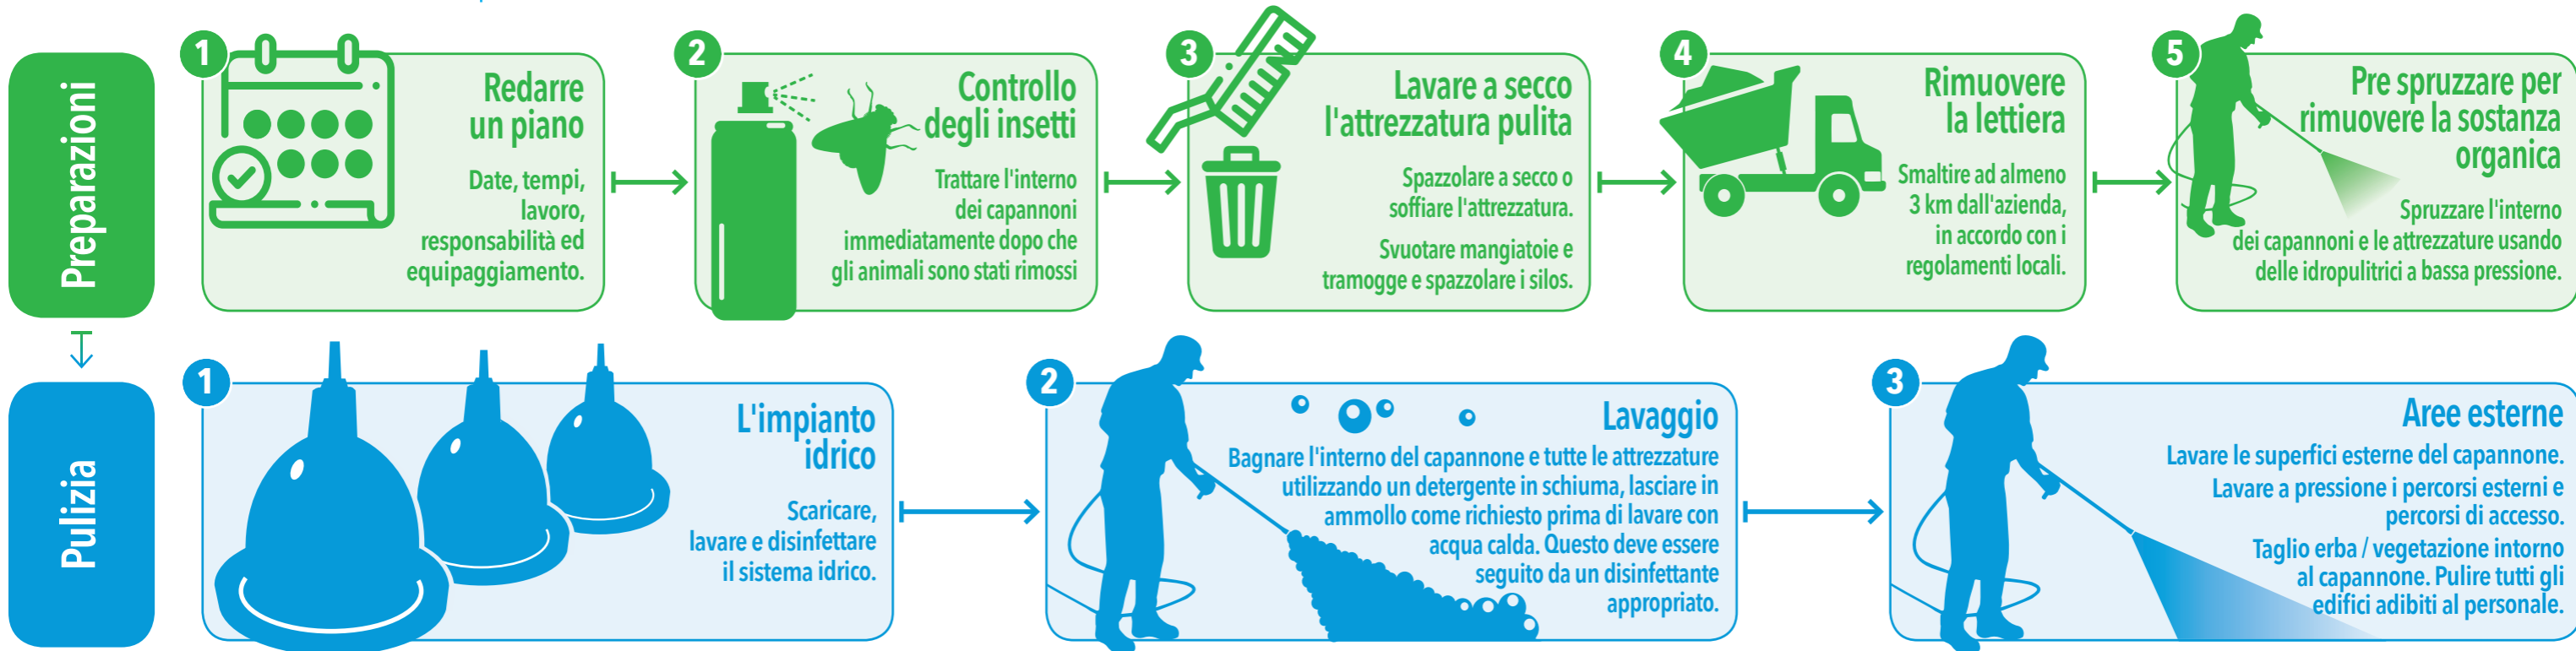 Preparazioni
1
Redarre
un piano
Date, tempi,
lavoro,
responsabilità ed
equipaggiamento.
2
Controllo
degli insetti
Trattare l'interno
dei capannoni
immediatamente dopo che
gli animali sono stati rimossi
3
Lavare a secco
l'attrezzatura pulita
Spazzolare a secco o
soffiare l'attrezzatura.
Svuotare mangiatoie e
tramogge e spazzolare i silos.
4
Rimuovere
la lettiera
Smaltire ad almeno
3 km dall'azienda,
in accordo con i
regolamenti locali.
5
Pre spruzzare per
rimuovere la sostanza
organica
Spruzzare l'interno
dei capannoni e le attrezzature usando
delle idropulitrici a bassa pressione.
Pulizia
1
L'impianto
idrico
Scaricare,
lavare e disinfettare
il sistema idrico.
2
Lavaggio
Bagnare l'interno del capannone e tutte le attrezzature
utilizzando un detergente in schiuma, lasciare in
ammollo come richiesto prima di lavare con
acqua calda. Questo deve essere
seguito da un disinfettante
appropriato.
3
Aree esterne
Lavare le superfici esterne del capannone.
Lavare a pressione i percorsi esterni e
percorsi di accesso.
Taglio erba / vegetazione intorno
al capannone. Pulire tutti gli
edifici adibiti al personale.